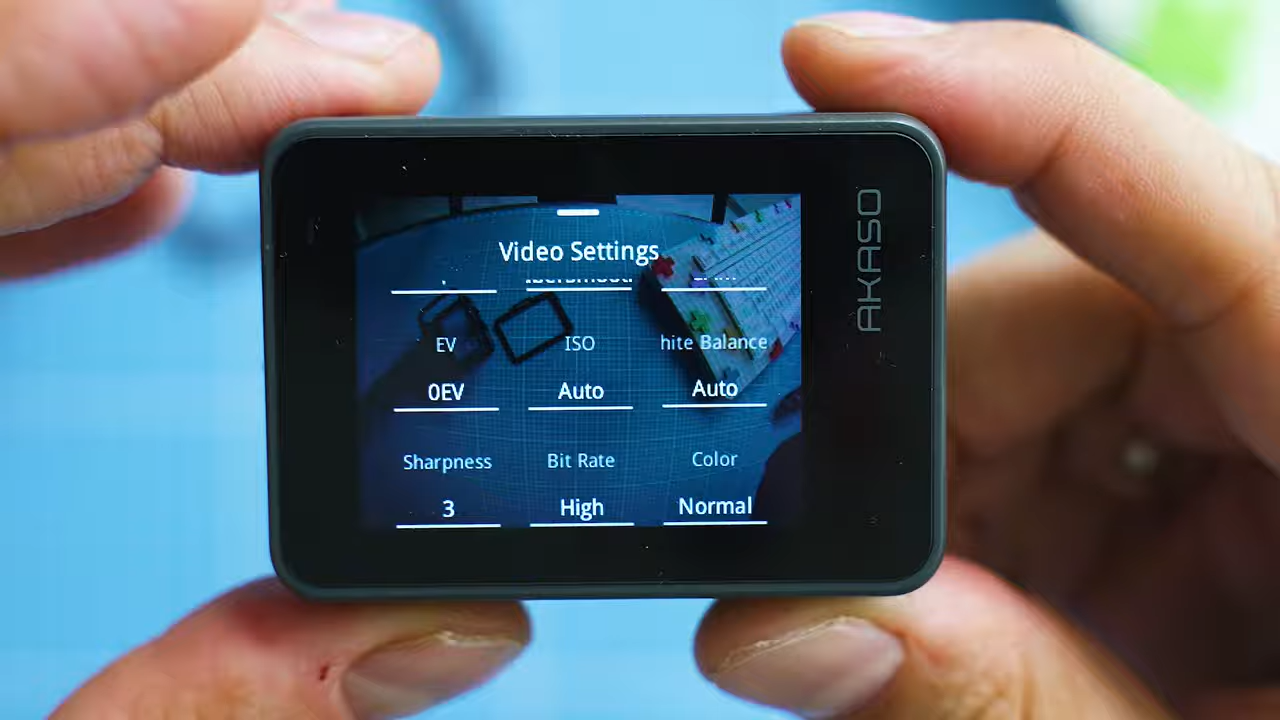 Video Settings
EV ISO hite Balance
0EV Auto Auto
Sharpness Bit Rate Color
3 High Normal
AKASO